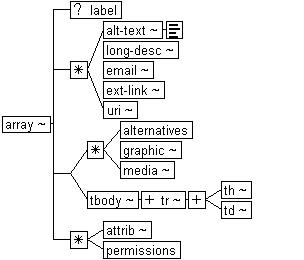 ? label
alt-text ~
long-desc ~
* email ~
ext-link ~
uri ~
array ~
* alternatives
graphic ~
media ~
tbody ~ + tr ~ + th ~
td ~
* attrib ~
permissions